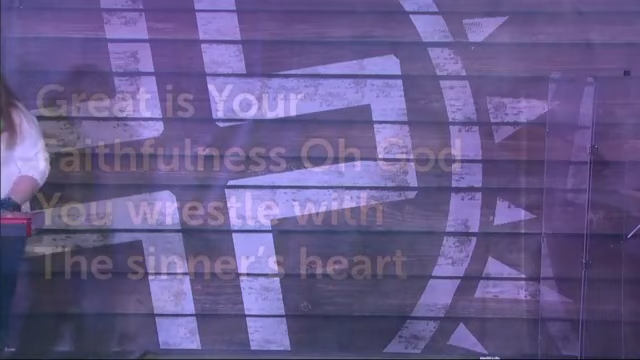 Great is Your
Faithfulness Oh God
You wrestle with
The sinner's heart